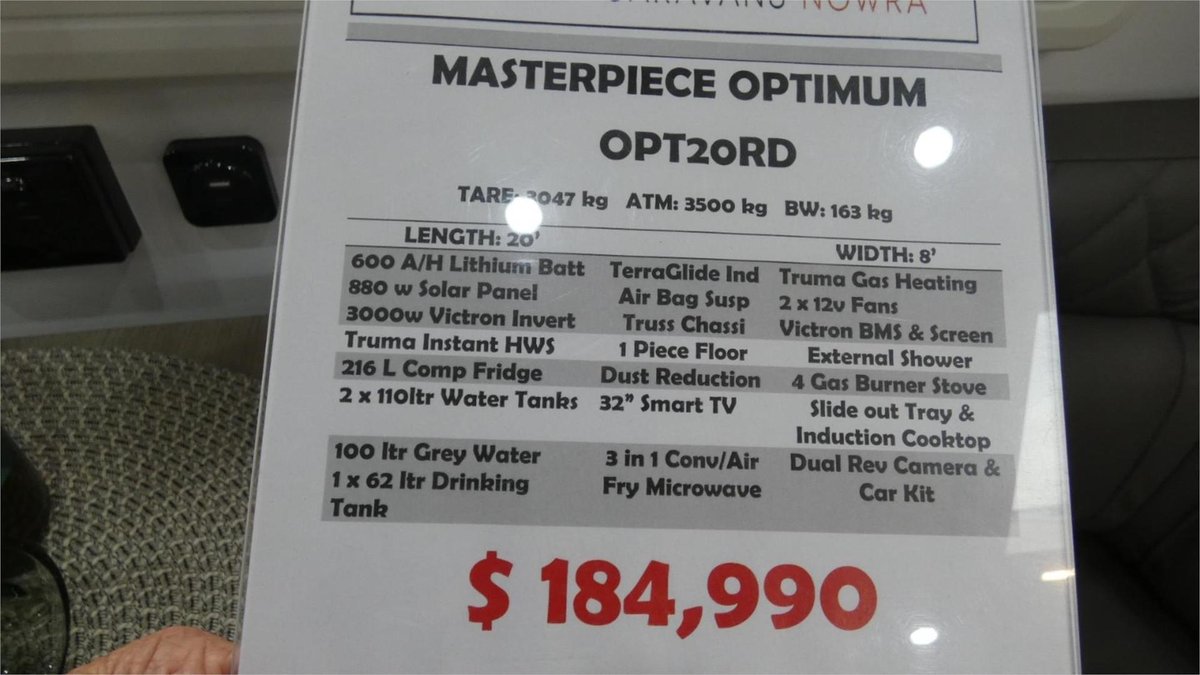 NOWRA
MASTERPIECE OPTIMUM
OPT20RD
TARE: kg ATM: 3500 kg BW: 163 kg
LENGTH: 20' WIDTH: 8'
600 A/H Lithium Batt TerraGlide Ind Truma Gas Heating
880 w Solar Panel Air Bag Susp 2 x 12v Fans
3000w Victron Invert Truss Chassi Victron BMS & Screen
Truma Instant HWS 1 Piece Floor External Shower
216 L Comp Fridge Dust Reduction 4 Gas Burner Stove
2 x 110ltr Water Tanks 32" Smart TV Slide out Tray &
Induction Cooktop
100 ltr Grey Water 3 in 1 Conv/Air Dual Rev Camera &
1 x 62 ltr Drinking Fry Microwave Car Kit
Tank
$ 184,990